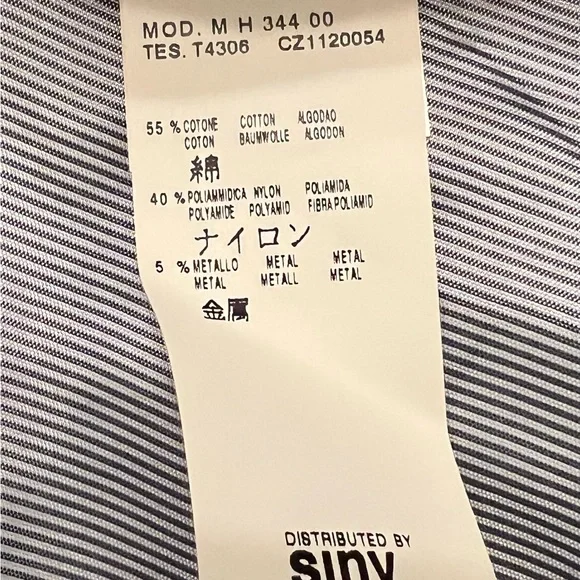 MOD. M H 344 00
TES. T4306 CZ1120054
55 % COTONE COTTON ALGODAO
COTON BAUMWOLLE ALGODON
綿
40 % POLIAMMIDICA NYLON POLIAMIDA
POLYAMIDE POLYAMID FIBRA POLIAMID
ナイロン
5 % METALLO METAL METAL
METAL METALL METAL
金属
DISTRIBUTED BY